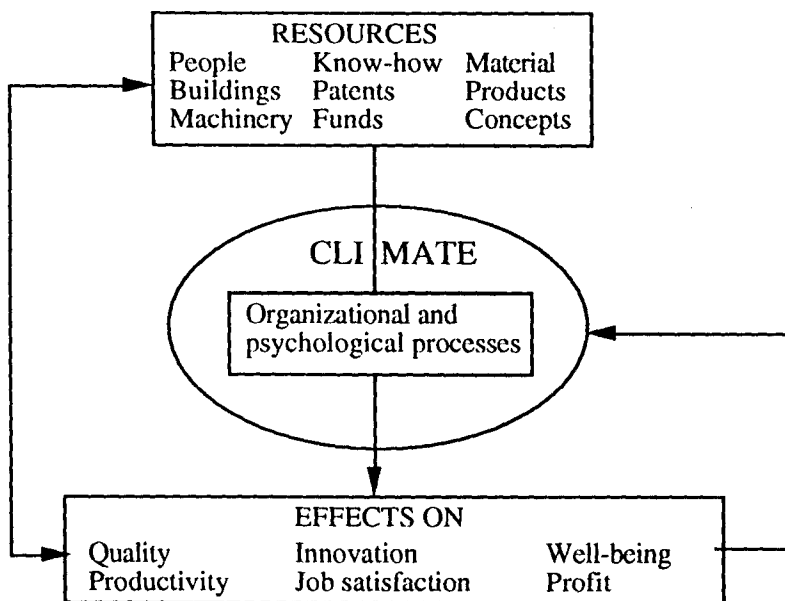 RESOURCES
People Know-how Material
Buildings Patents Products
Machinery Funds Concepts
CLIMATE
Organizational and
psychological processes
EFFECTS ON
Quality Innovation Well-being
Productivity Job satisfaction Profit